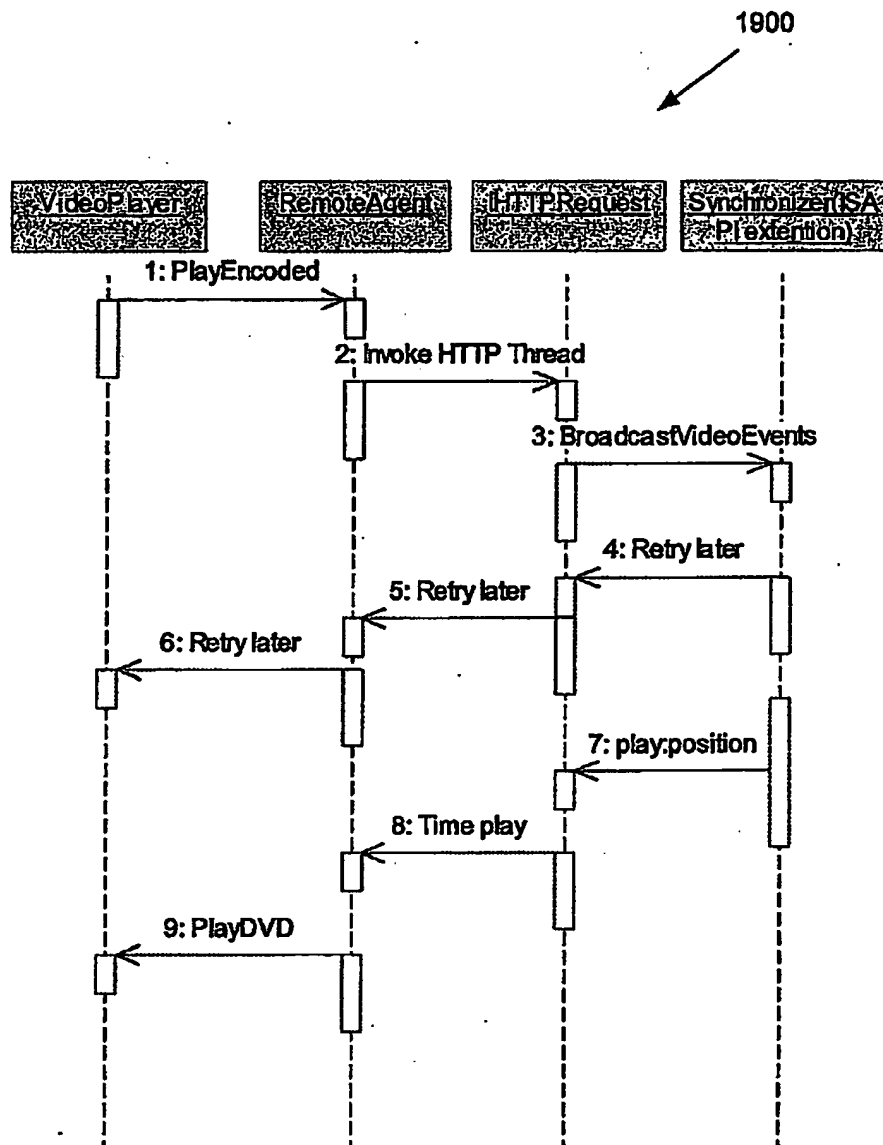 1900
VideoPlayer
RemoteAgent
IHTTPRequest
Synchronizer(ISA
PI extention)
1: PlayEncoded
2: Invoke HTTP Thread
3: BroadcastVideoEvents
4: Retry later
5: Retry later
6: Retry later
7: play:position
8: Time play
9: PlayDVD